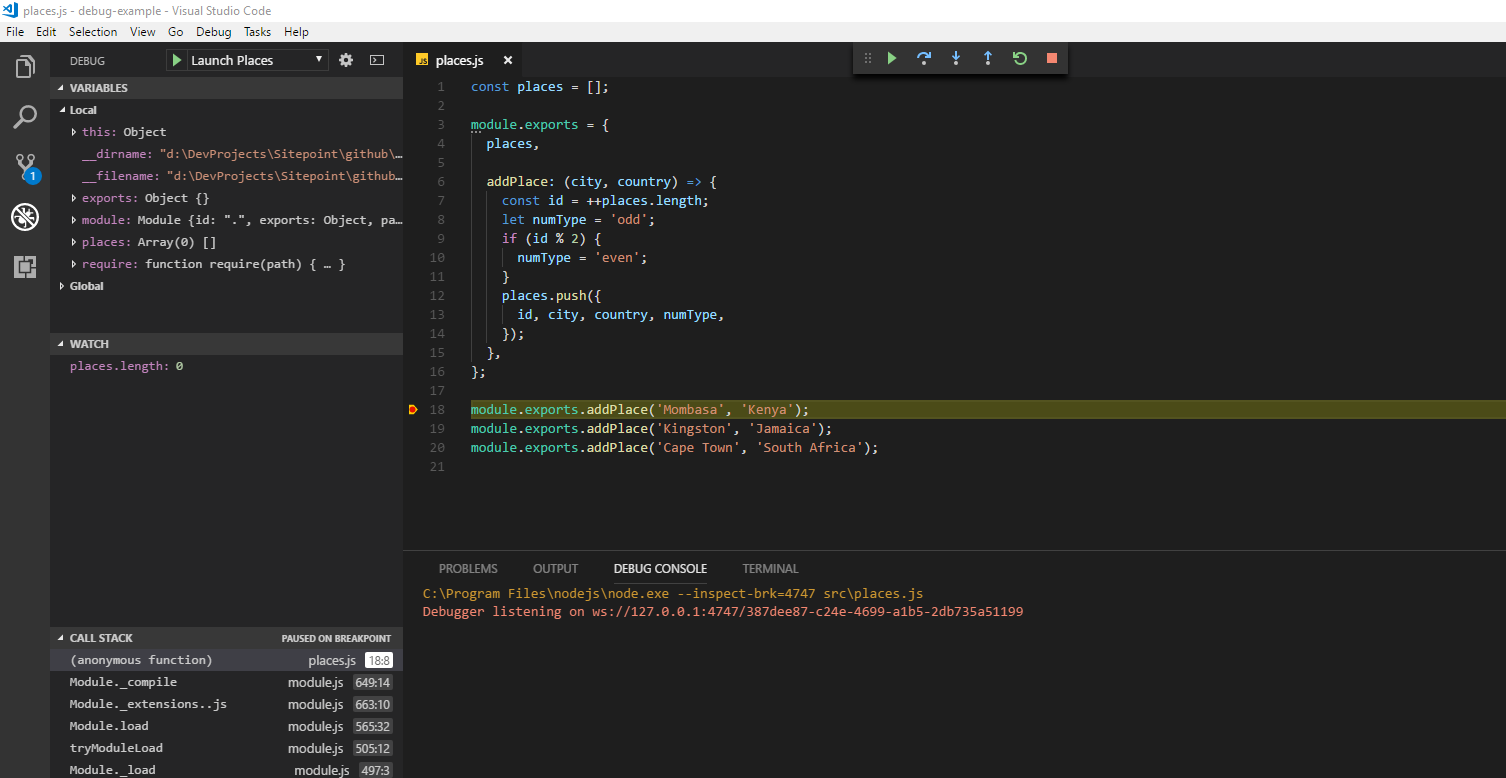 places.js - debug-example - Visual Studio Code
File Edit Selection View Go Debug Tasks Help
DEBUG Launch Places
VARIABLES
Local
this: Object
__dirname: "d:\DevProjects\Sitepoint\github\…
__filename: "d:\DevProjects\Sitepoint\github…
exports: Object {}
module: Module {id: ".", exports: Object, pa…
places: Array(0) []
require: function require(path) { … }
Global
WATCH
places.length: 0
CALL STACK PAUSED ON BREAKPOINT
(anonymous function) places.js 18:8
Module._compile module.js 649:14
Module._extensions..js module.js 663:10
Module.load module.js 565:32
tryModuleLoad module.js 505:12
Module._load module.js 497:3
1
JS places.js
1 const places = [];
2
3 module.exports = {
4 places,
5
6 addPlace: (city, country) => {
7 const id = ++places.length;
8 let numType = 'odd';
9 if (id % 2) {
10 numType = 'even';
11 }
12 places.push({
13 id, city, country, numType,
14 });
15 },
16 };
17
18 module.exports.addPlace('Mombasa', 'Kenya');
19 module.exports.addPlace('Kingston', 'Jamaica');
20 module.exports.addPlace('Cape Town', 'South Africa');
21
PROBLEMS OUTPUT DEBUG CONSOLE TERMINAL
C:\Program Files\nodejs\node.exe --inspect-brk=4747 src\places.js
Debugger listening on ws://127.0.0.1:4747/387dee87-c24e-4699-a1b5-2db735a51199